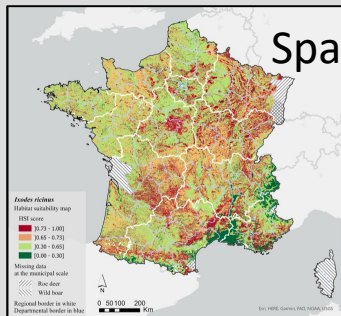 Spa
Ixodes ricinus
Habitat suitability map
HSI score
[0.73 - 1.00]
[0.65 - 0.73]
[0.30 - 0.65]
[0.00 - 0.30]
Missing data
at the municipal scale
Roe deer
Wild boar
Regional border in white
Departmental border in blue
N
0 50 100 200
Km
Esri, HERE, Garmin, FAO, NOAA, USGS